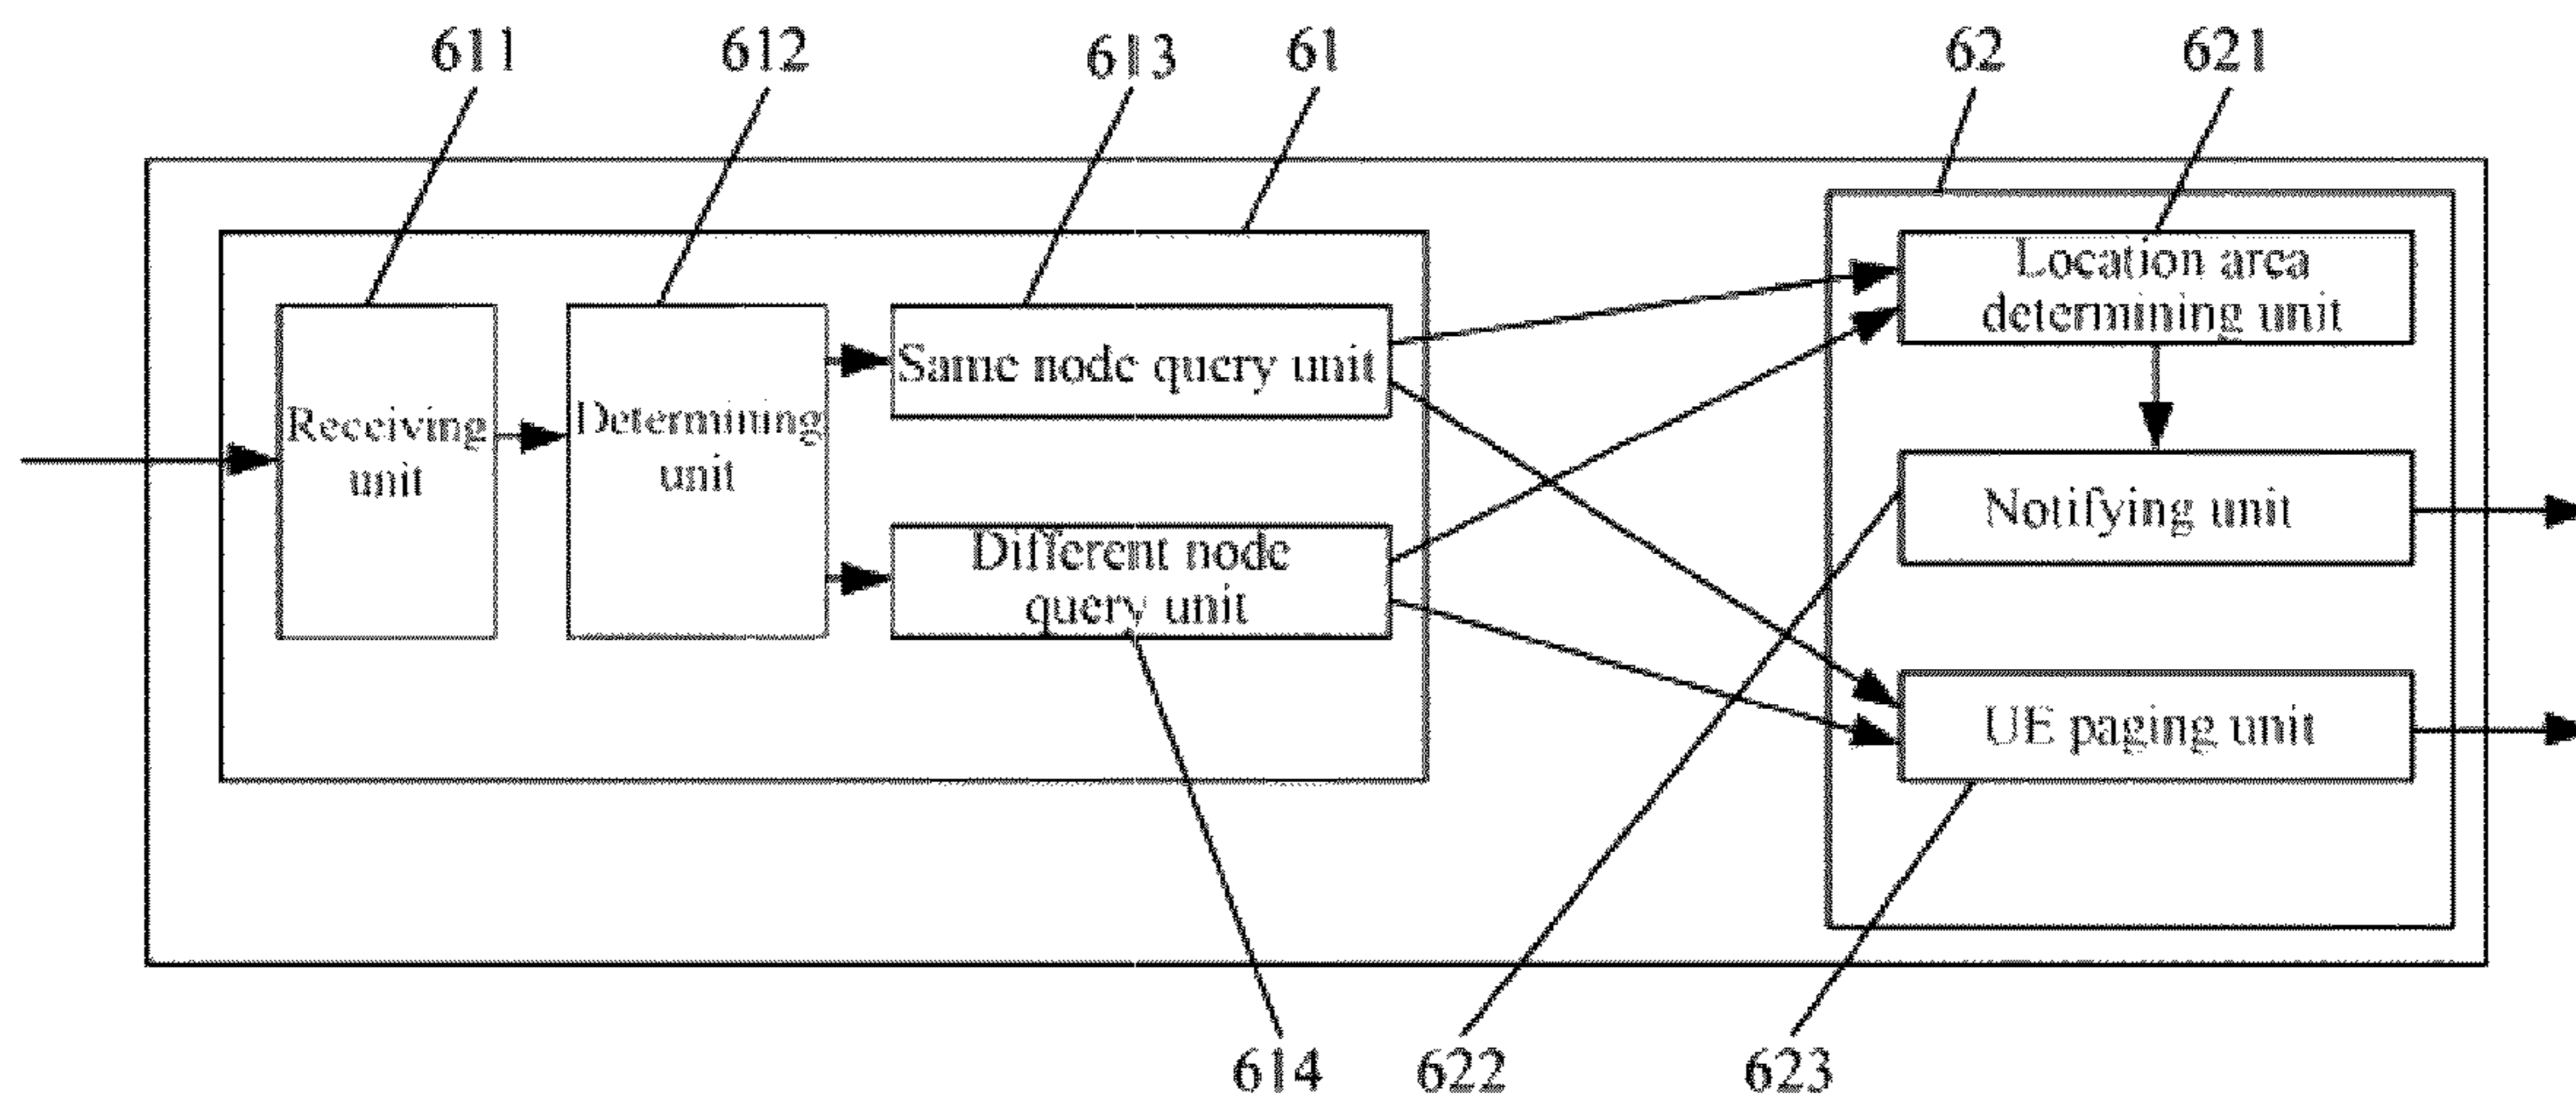 611
612
613
61
62
621
Location area
determining unit
Same node query unit
Receiving
unit
Determining
unit
Notifying unit
Different node
query unit
UE paging unit
614
622
623